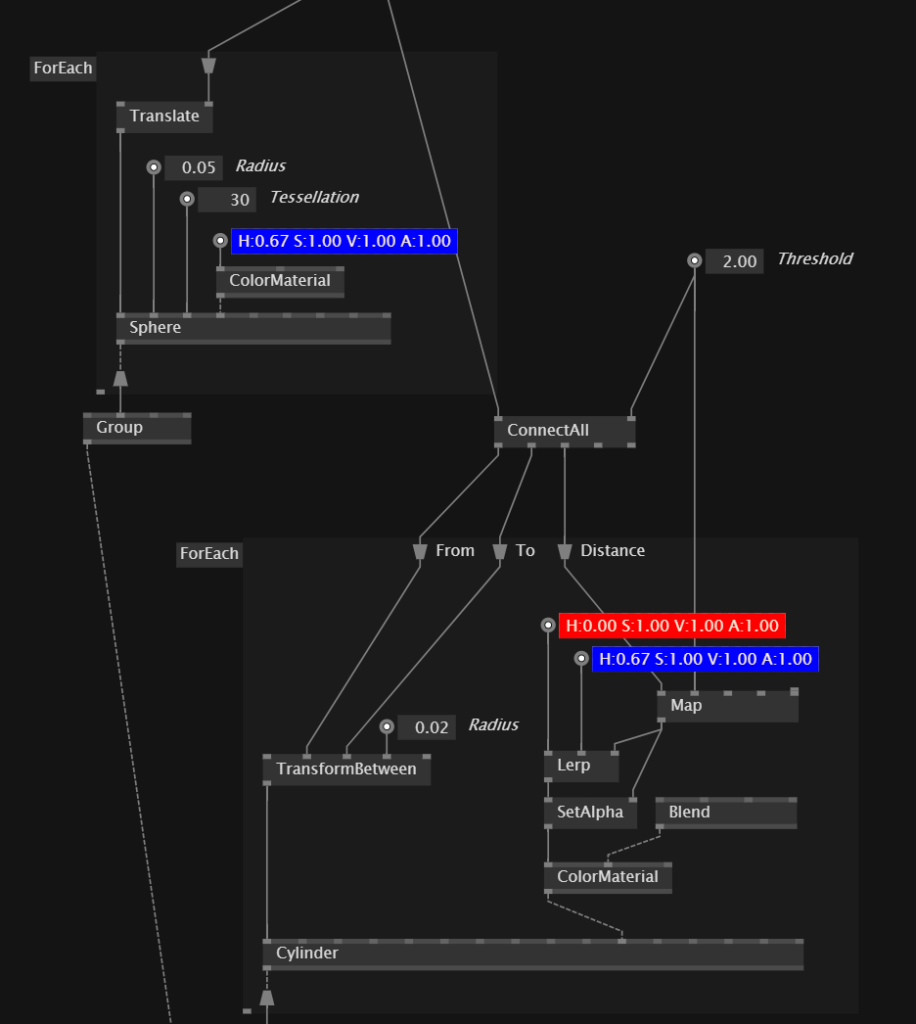 ForEach
Translate
0.05 Radius
30 Tessellation
H:0.67 S:1.00 V:1.00 A:1.00
ColorMaterial
Sphere
Group
2.00 Threshold
ConnectAll
ForEach
From To Distance
H:0.00 S:1.00 V:1.00 A:1.00
H:0.67 S:1.00 V:1.00 A:1.00
Map
0.02 Radius
TransformBetween
Lerp
SetAlpha
Blend
ColorMaterial
Cylinder